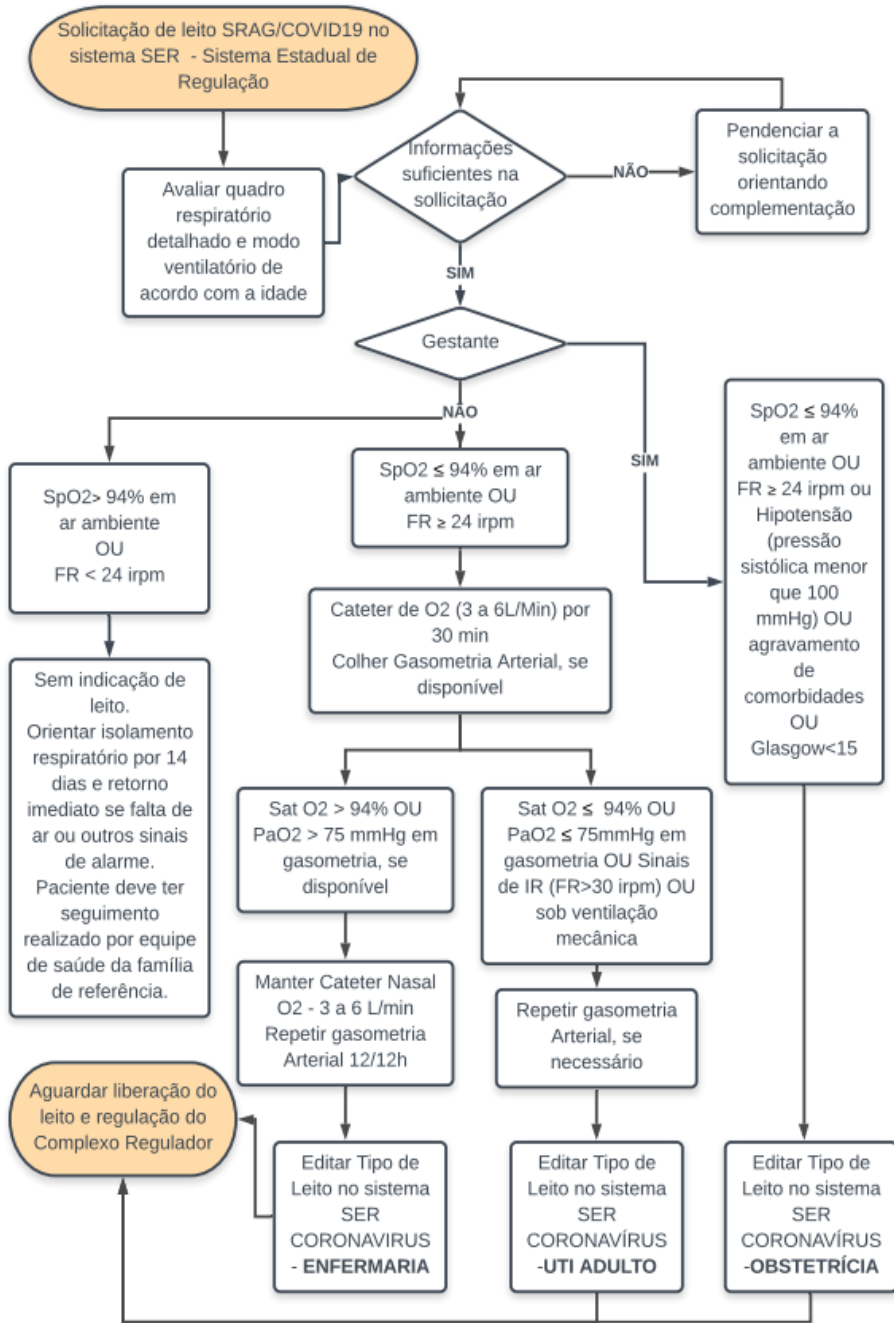 Solicitação de leito SRAG/COVID19 no
sistema SER - Sistema Estadual de
Regulação
Avaliar quadro
respiratório
detalhado e modo
ventilatório de
acordo com a idade
Informações
suficientes na
sollicitação
NÃO
Pendenciar a
solicitação
orientando
complementação
SIM
Gestante
NÃO
SIM
SpO2> 94% em
ar ambiente
OU
FR < 24 irpm
SpO2 ≤ 94% em ar
ambiente OU
FR ≥ 24 irpm
SpO2 ≤ 94%
em ar
ambiente OU
FR ≥ 24 irpm ou
Hipotensão
(pressão
sistólica menor
que 100
mmHg) OU
agravamento
de
comorbidades
OU
Glasgow<15
Cateter de O2 (3 a 6L/Min) por
30 min
Colher Gasometria Arterial, se
disponível
Sem indicação de
leito.
Orientar isolamento
respiratório por 14
dias e retorno
imediato se falta de
ar ou outros sinais
de alarme.
Paciente deve ter
seguimento
realizado por equipe
de saúde da família
de referência.
Sat O2 > 94% OU
PaO2 > 75 mmHg em
gasometria, se
disponível
Sat O2 ≤ 94% OU
PaO2 ≤ 75mmHg em
gasometria OU Sinais
de IR (FR>30 irpm) OU
sob ventilação
mecânica
Manter Cateter Nasal
O2 - 3 a 6 L/min
Repetir gasometria
Arterial 12/12h
Repetir gasometria
Arterial, se
necessário
Aguardar liberação do
leito e regulação do
Complexo Regulador
Editar Tipo de
Leito no sistema
SER
CORONAVIRUS
- ENFERMARIA
Editar Tipo de
Leito no sistema
SER
CORONAVÍRUS
-UTI ADULTO
Editar Tipo de
Leito no sistema
SER
CORONAVÍRUS
-OBSTETRÍCIA